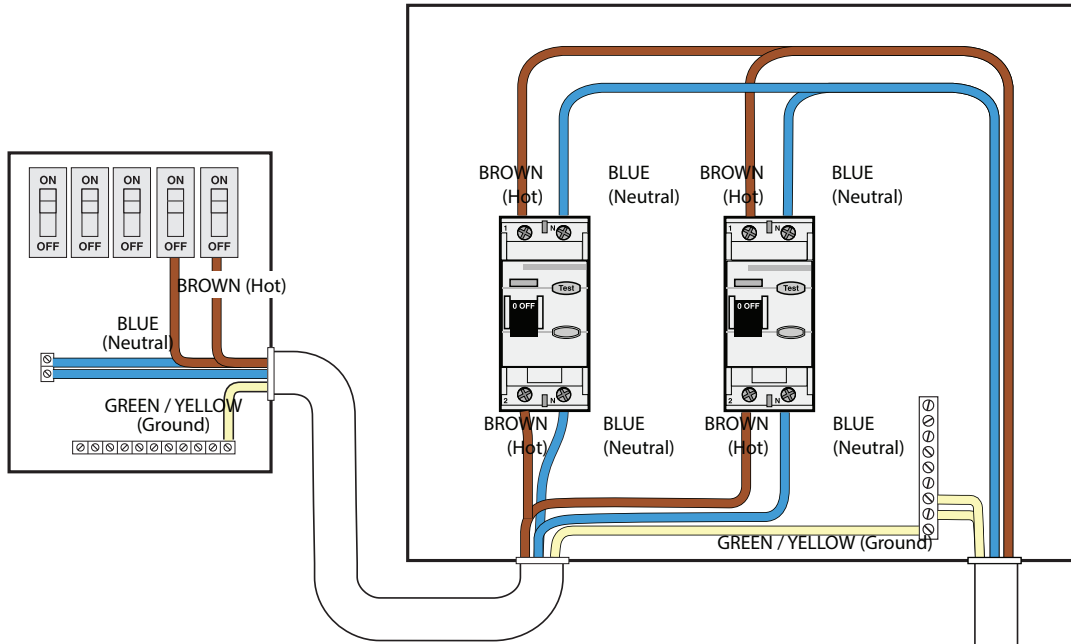 ON
ON
ON
ON
ON
OFF
OFF
OFF
OFF
OFF
BROWN (Hot)
BLUE
(Neutral)
GREEN / YELLOW
(Ground)
BROWN
(Hot)
BLUE
(Neutral)
BROWN
(Hot)
BLUE
(Neutral)
1
N
Test
0 OFF
2
N
1
N
Test
0 OFF
2
N
BROWN
(Hot)
BLUE
(Neutral)
BROWN
(Hot)
BLUE
(Neutral)
GREEN / YELLOW (Ground)